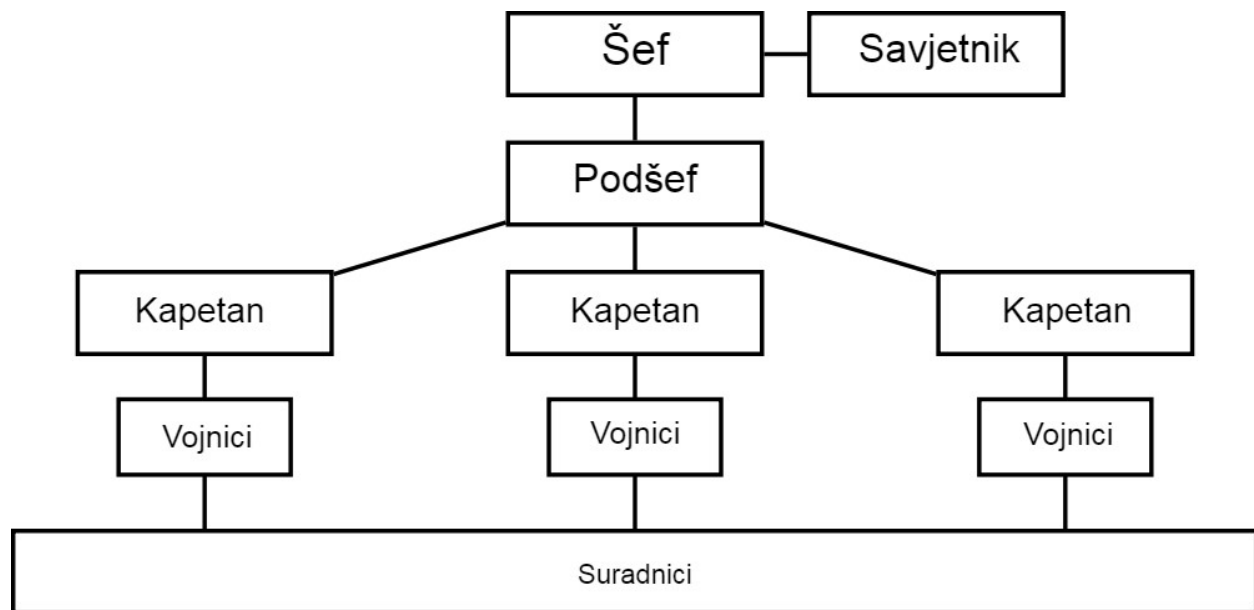 Šef
Savjetnik
Podšef
Kapetan
Kapetan
Kapetan
Vojnici
Vojnici
Vojnici
Suradnici